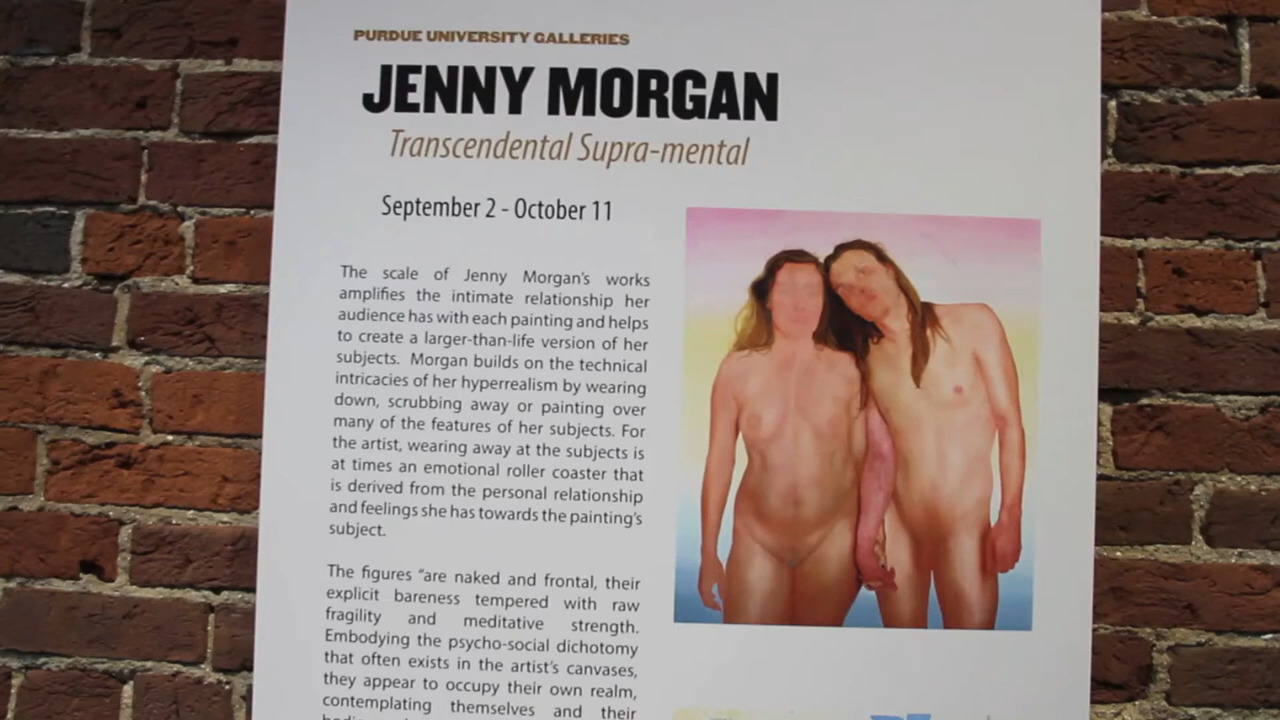 PURDUE UNIVERSITY GALLERIES
JENNY MORGAN
Transcendental Supra-mental
September 2 - October 11
The scale of Jenny Morgan's works
amplifies the intimate relationship her
audience has with each painting and helps
to create a larger-than-life version of her
subjects. Morgan builds on the technical
intricacies of her hyperrealism by wearing
down, scrubbing away or painting over
many of the features of her subjects. For
the artist, wearing away at the subjects is
at times an emotional roller coaster that
is derived from the personal relationship
and feelings she has towards the painting's
subject.
The figures "are naked and frontal, their
explicit bareness tempered with raw
fragility and meditative strength.
Embodying the psycho-social dichotomy
that often exists in the artist's canvases,
they appear to occupy their own realm,
contemplating themselves and their